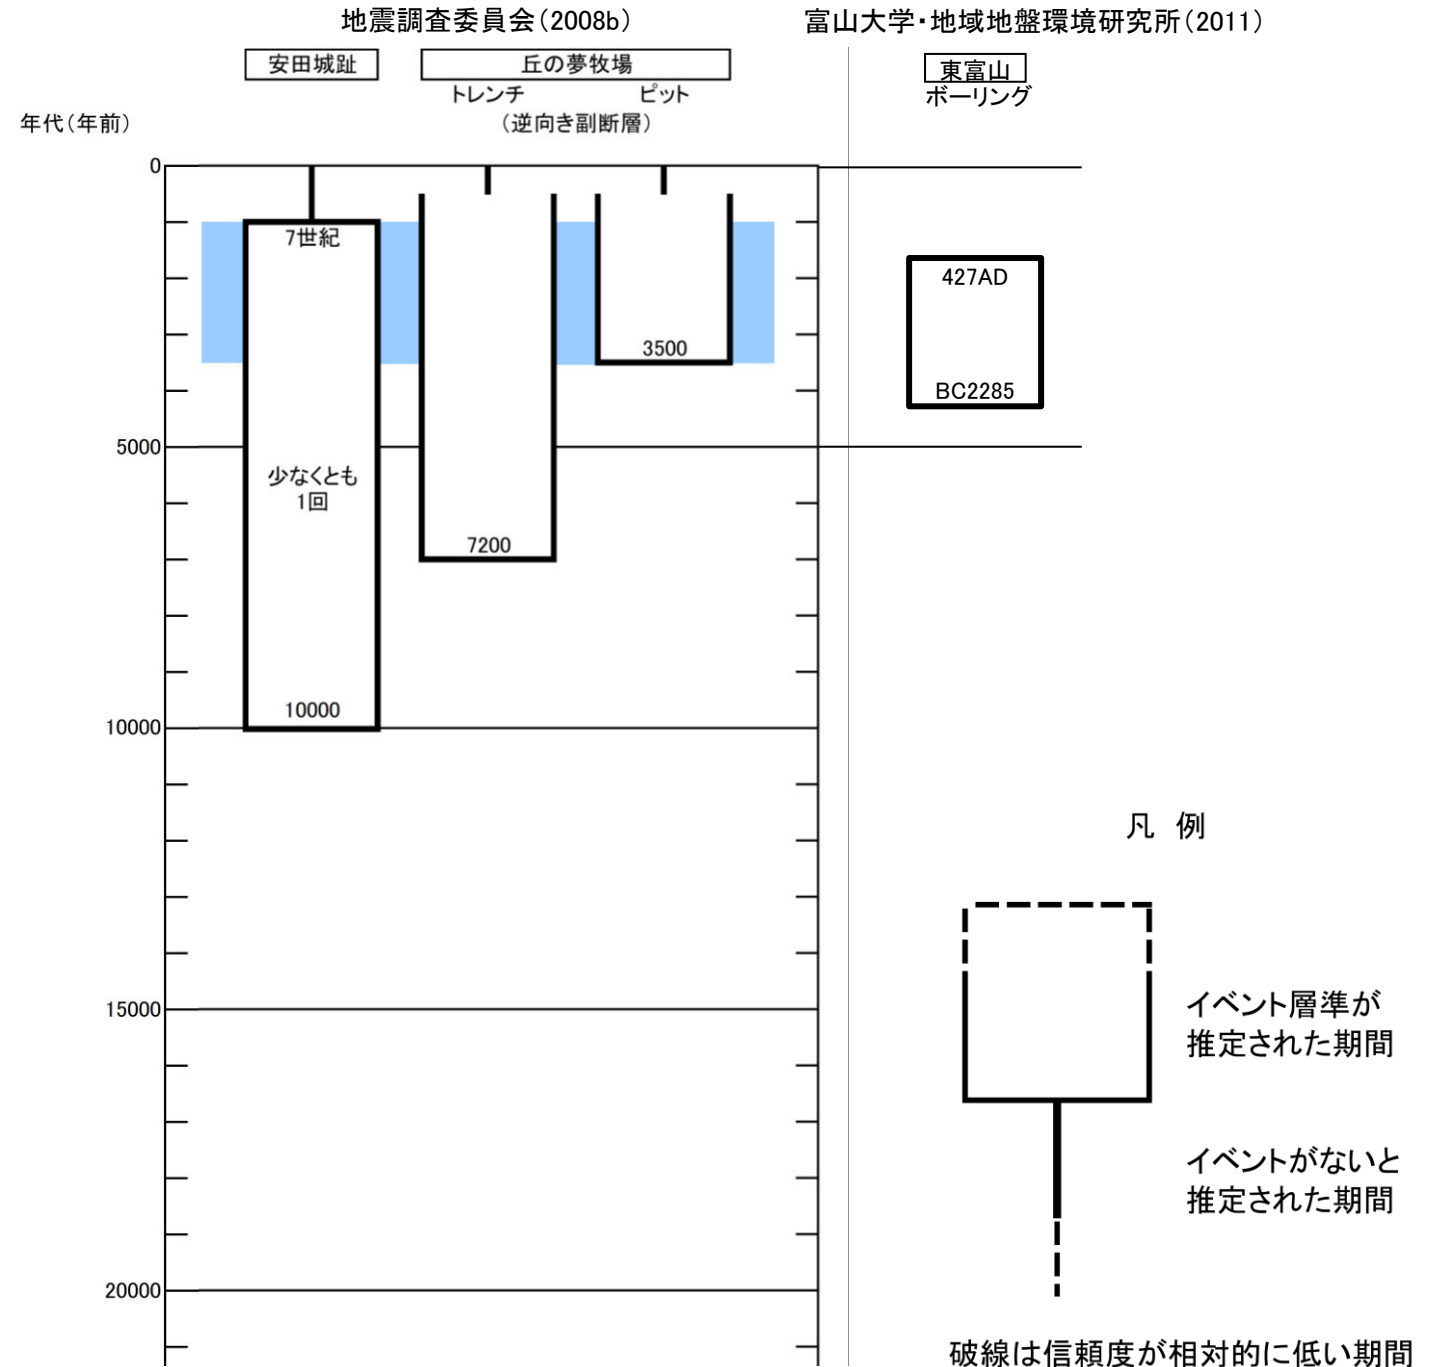 地震調査委員会(2008b)
富山大学・地域地盤環境研究所(2011)
安田城趾
丘の夢牧場
東富山
トレンチ
ピット
ボーリング
年代(年前)
(逆向き副断層)
0
7世紀
427AD
3500
BC2285
5000
少なくとも
1回
7200
10000
10000
凡 例
15000
イベント層準が
推定された期間
イベントがないと
推定された期間
20000
破線は信頼度が相対的に低い期間